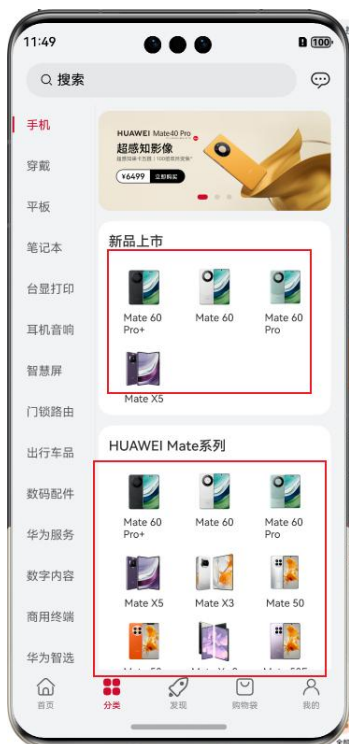 11:49
100
搜索
手机
穿戴
平板
笔记本
台显打印
耳机音响
智慧屏
门锁路由
出行车品
数码配件
华为服务
数字内容
商用终端
华为智选
HUAWEI Mate40 Pro
超感知影像
¥6499 立即购买
新品上市
Mate 60 Pro+
Mate 60
Mate 60 Pro
Mate X5
HUAWEI Mate系列
Mate 60 Pro+
Mate 60
Mate 60 Pro
Mate X5
Mate X3
Mate 50
首页
分类
发现
购物袋
我的